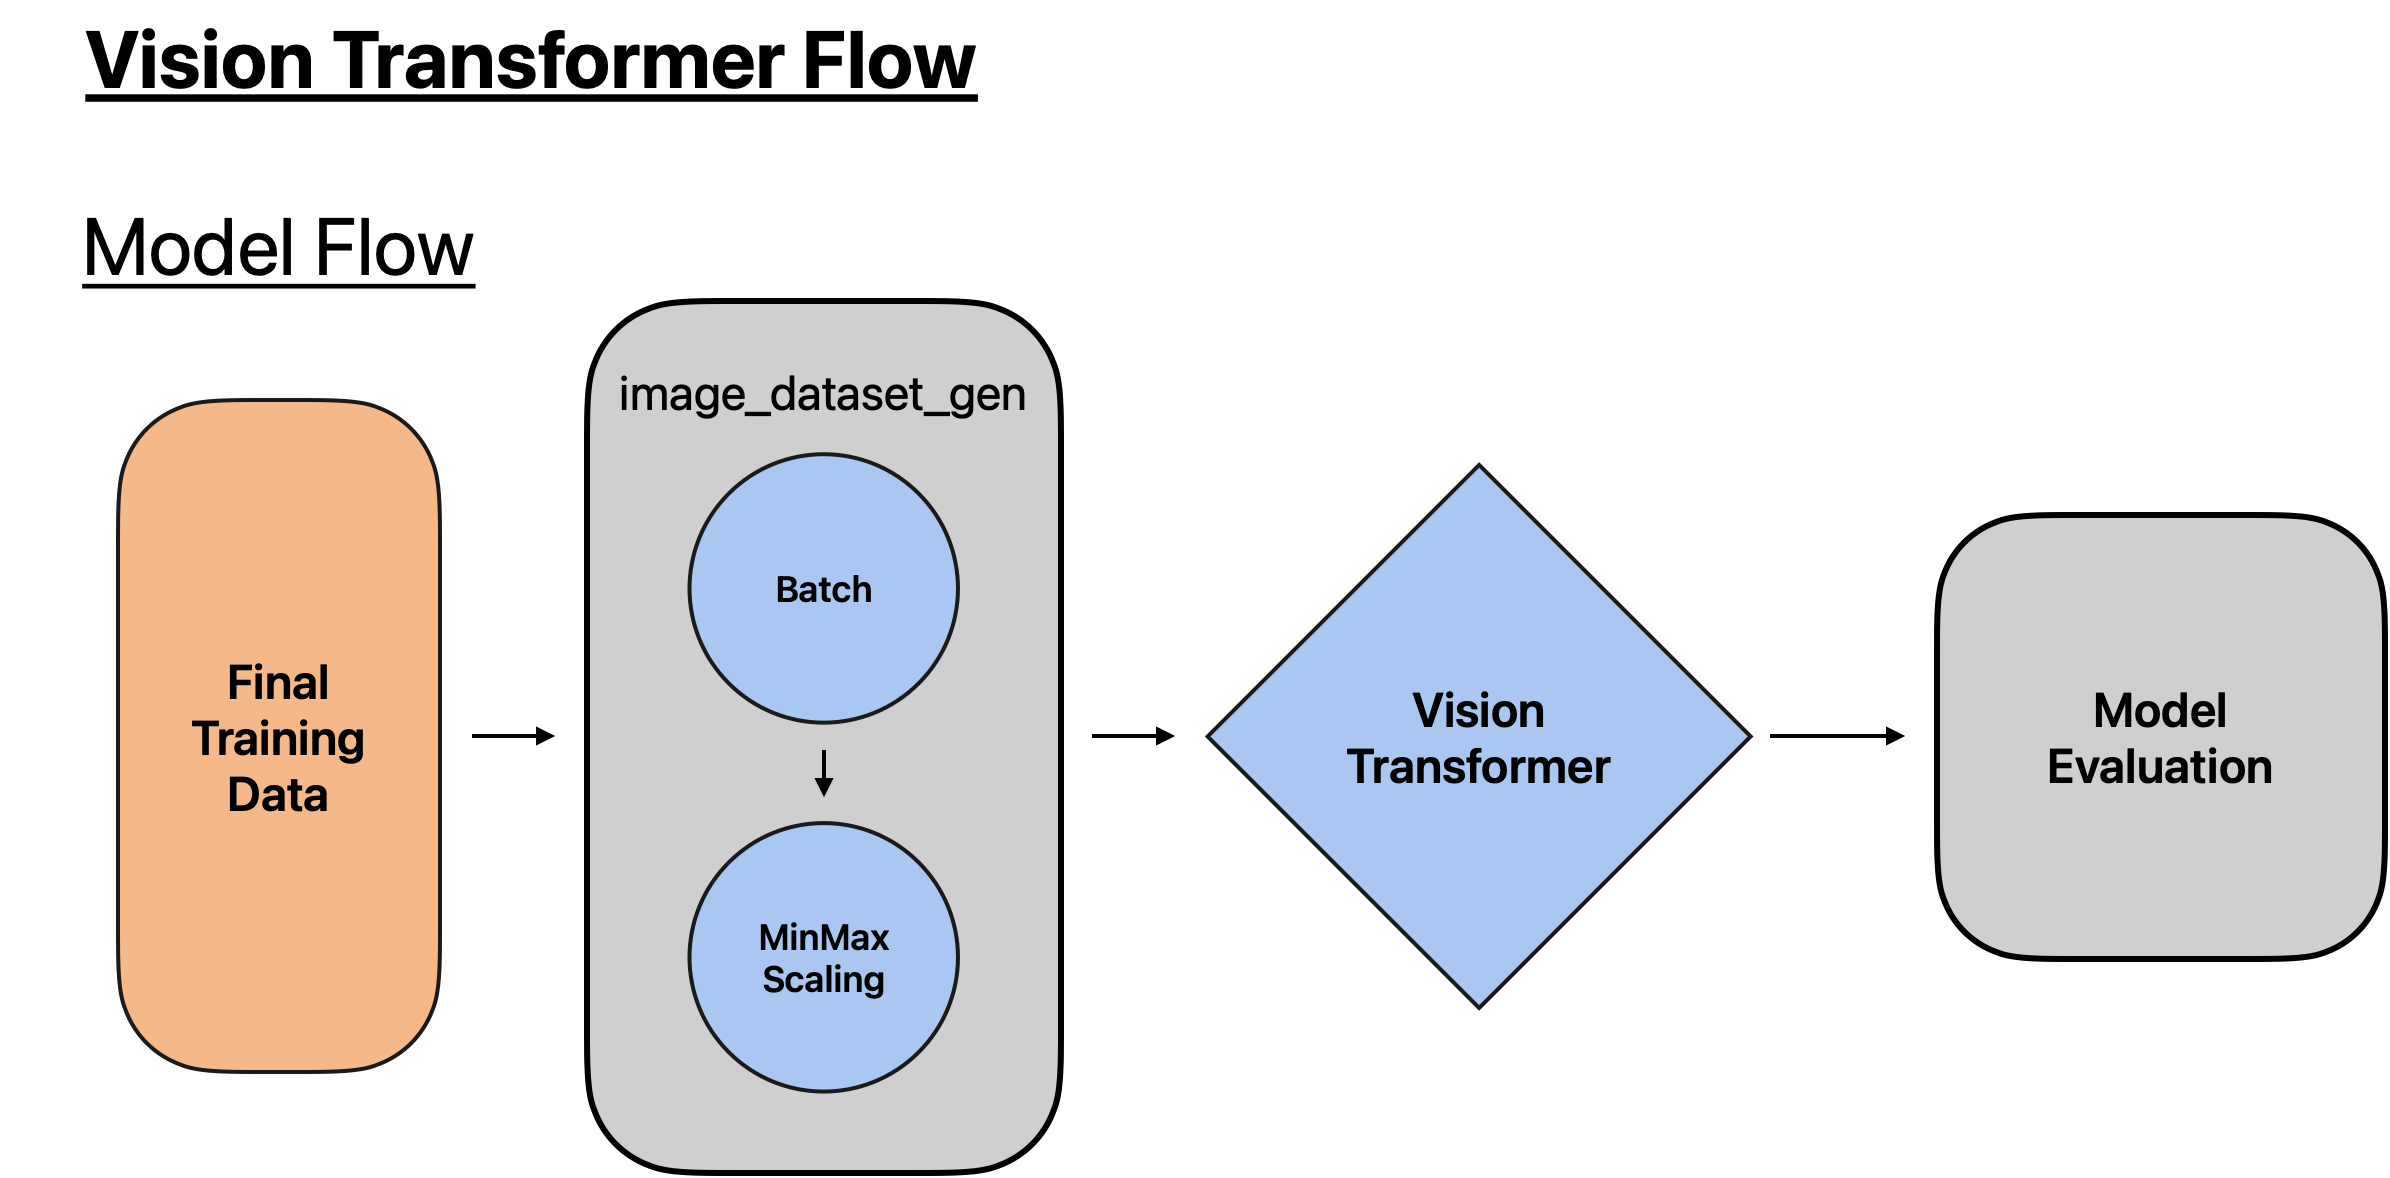 Vision Transformer Flow
Model Flow
Final
Training
Data
image_dataset_gen
Batch
MinMax
Scaling
Vision
Transformer
Model
Evaluation